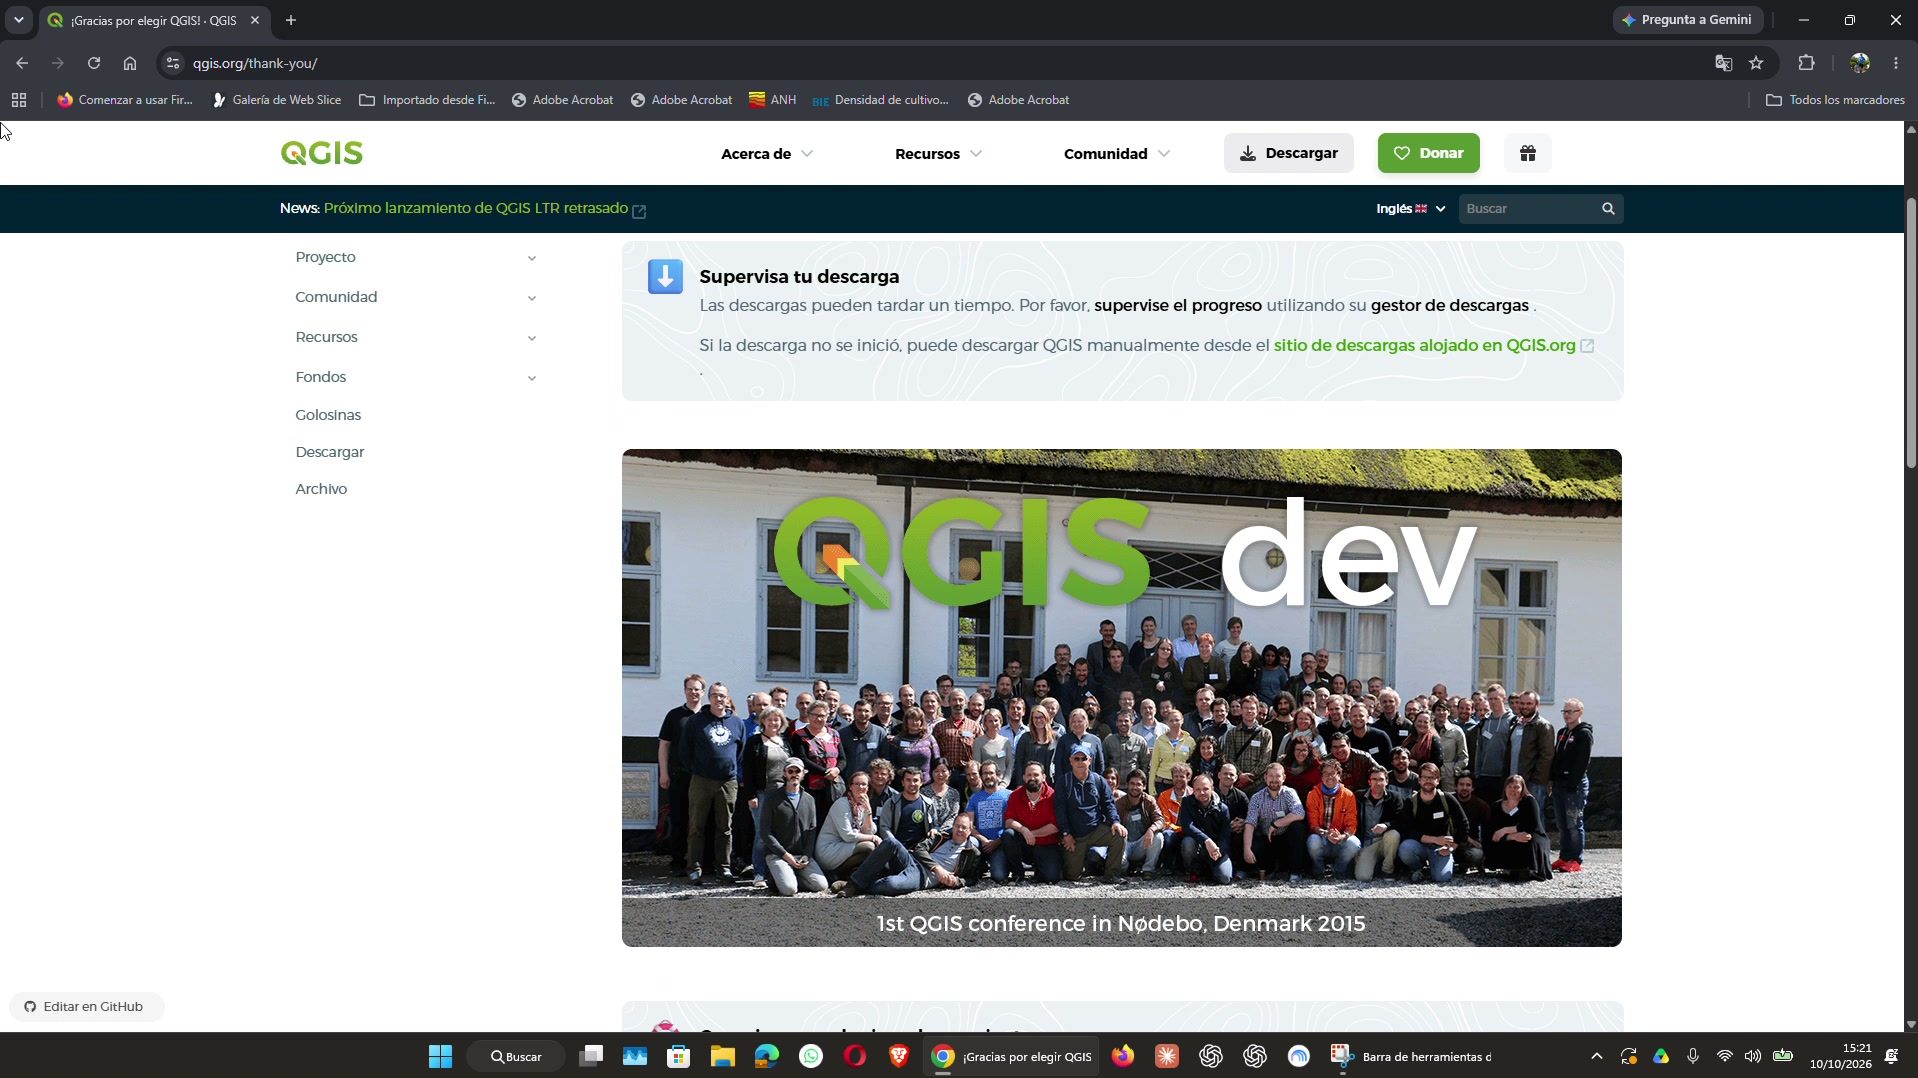 ¡Gracias por elegir QGIS! · QGIS
Pregunta a Gemini
qgis.org/thank-you/
Comenzar a usar Fir...
Galería de Web Slice
Importado desde Fi...
Adobe Acrobat
Adobe Acrobat
ANH
BIE Densidad de cultivo...
Adobe Acrobat
Todos los marcadores
QGIS
Acerca de
Recursos
Comunidad
Descargar
Donar
News: Próximo lanzamiento de QGIS LTR retrasado
Inglés
Buscar
Proyecto
Comunidad
Recursos
Fondos
Golosinas
Descargar
Archivo
Supervisa tu descarga
Las descargas pueden tardar un tiempo. Por favor, supervise el progreso utilizando su gestor de descargas .
Si la descarga no se inició, puede descargar QGIS manualmente desde el sitio de descargas alojado en QGIS.org
.
QGIS dev
1st QGIS conference in Nødebo, Denmark 2015
Editar en GitHub
Buscar
¡Gracias por elegir QGIS
Barra de herramientas d
15:21
10/10/2026